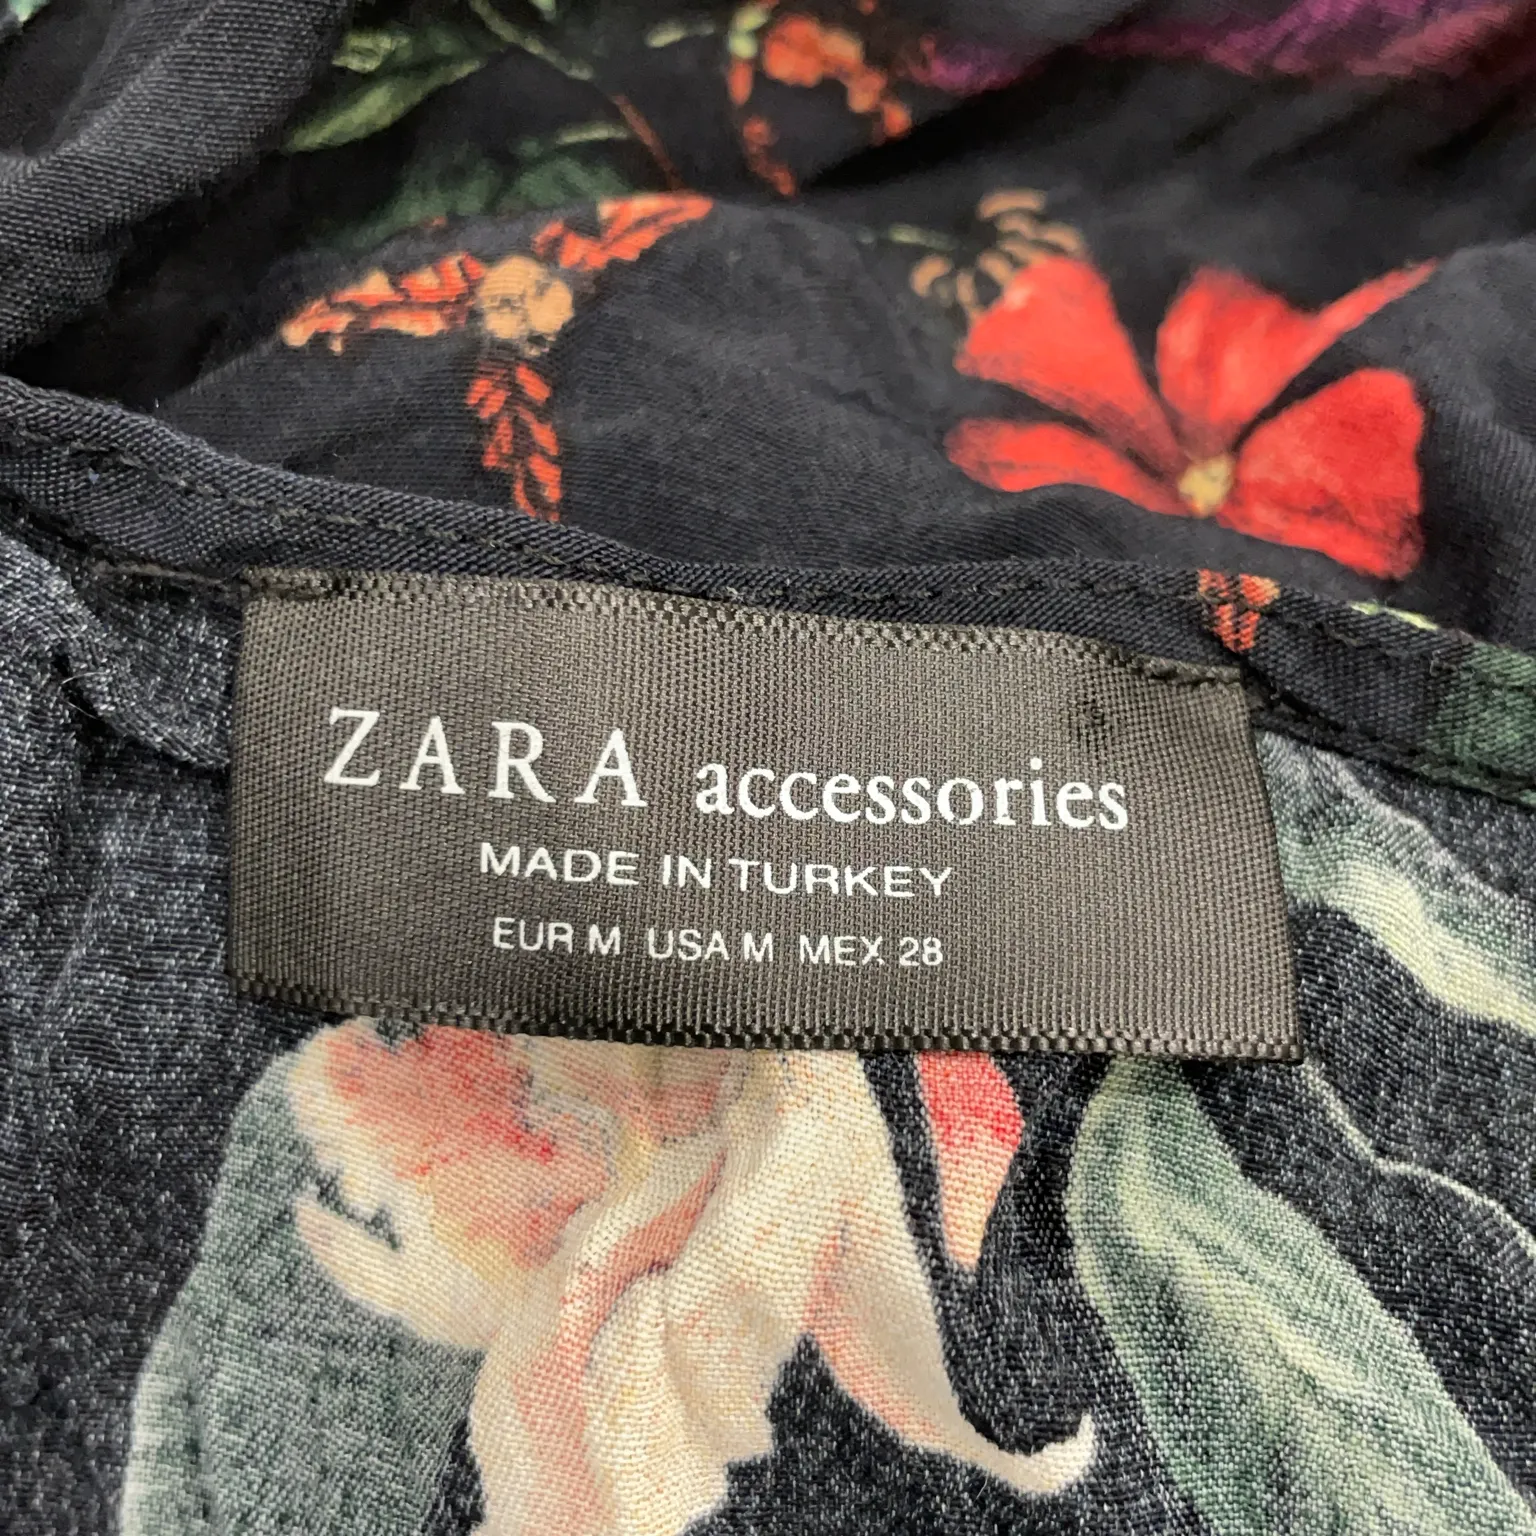 ZARA accessories
MADE IN TURKEY
EUR M USA M MEX 28